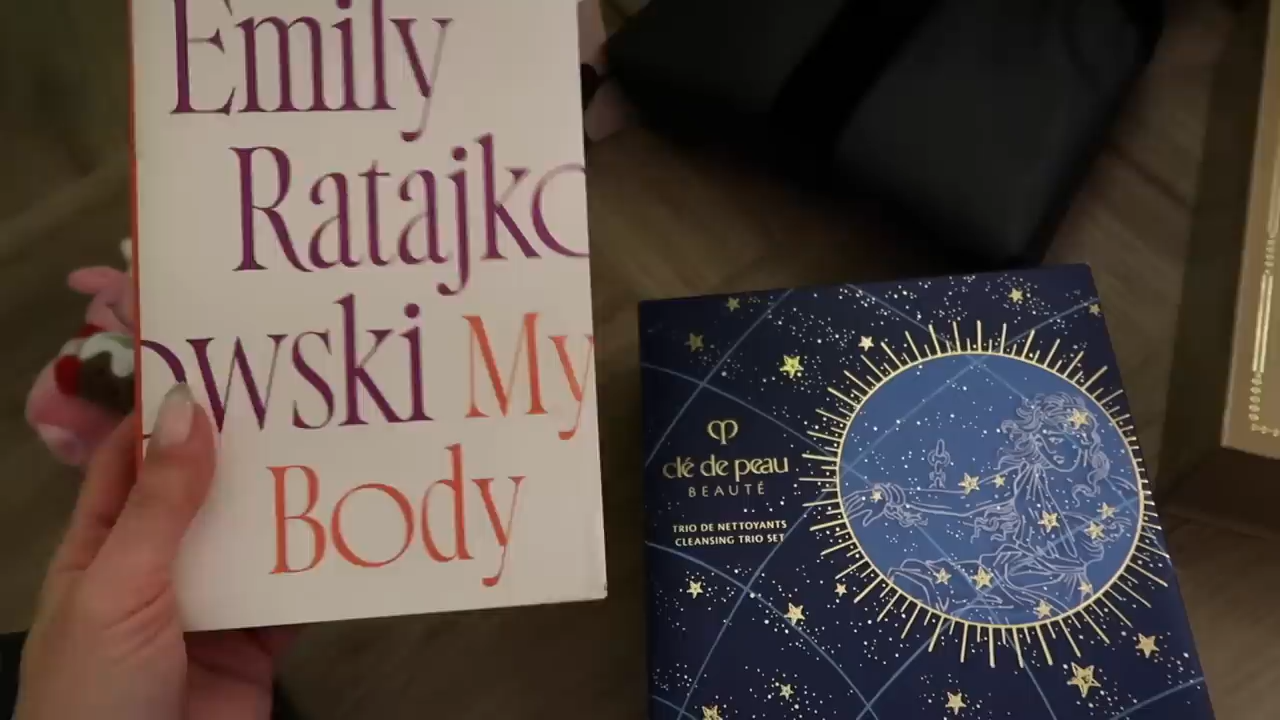 Emily
Ratajko
owski My
Body
clé de peau
BEAUTÉ
TRIO DE NETTOYANTS
CLEANSING TRIO SET